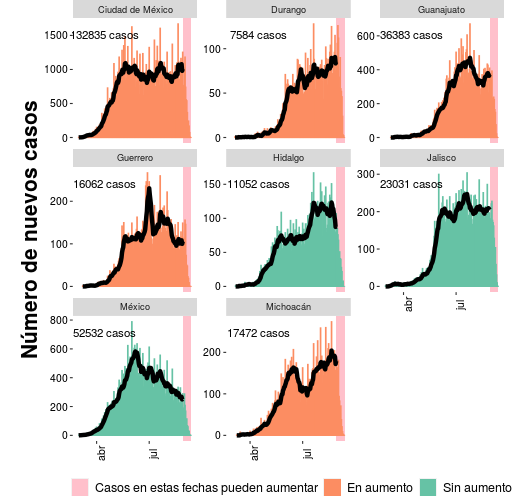 Número de nuevos casos
Ciudad de México
Durango
Guanajuato
132835 casos
7584 casos
36383 casos
1500
1000
500
0
100
50
0
600
400
200
0
Guerrero
Hidalgo
Jalisco
16062 casos
11052 casos
23031 casos
200
100
0
150
100
50
0
300
200
100
0
abr
jul
México
Michoacán
52532 casos
17472 casos
800
600
400
200
0
200
100
0
abr
jul
abr
jul
Casos en estas fechas pueden aumentar
En aumento
Sin aumento